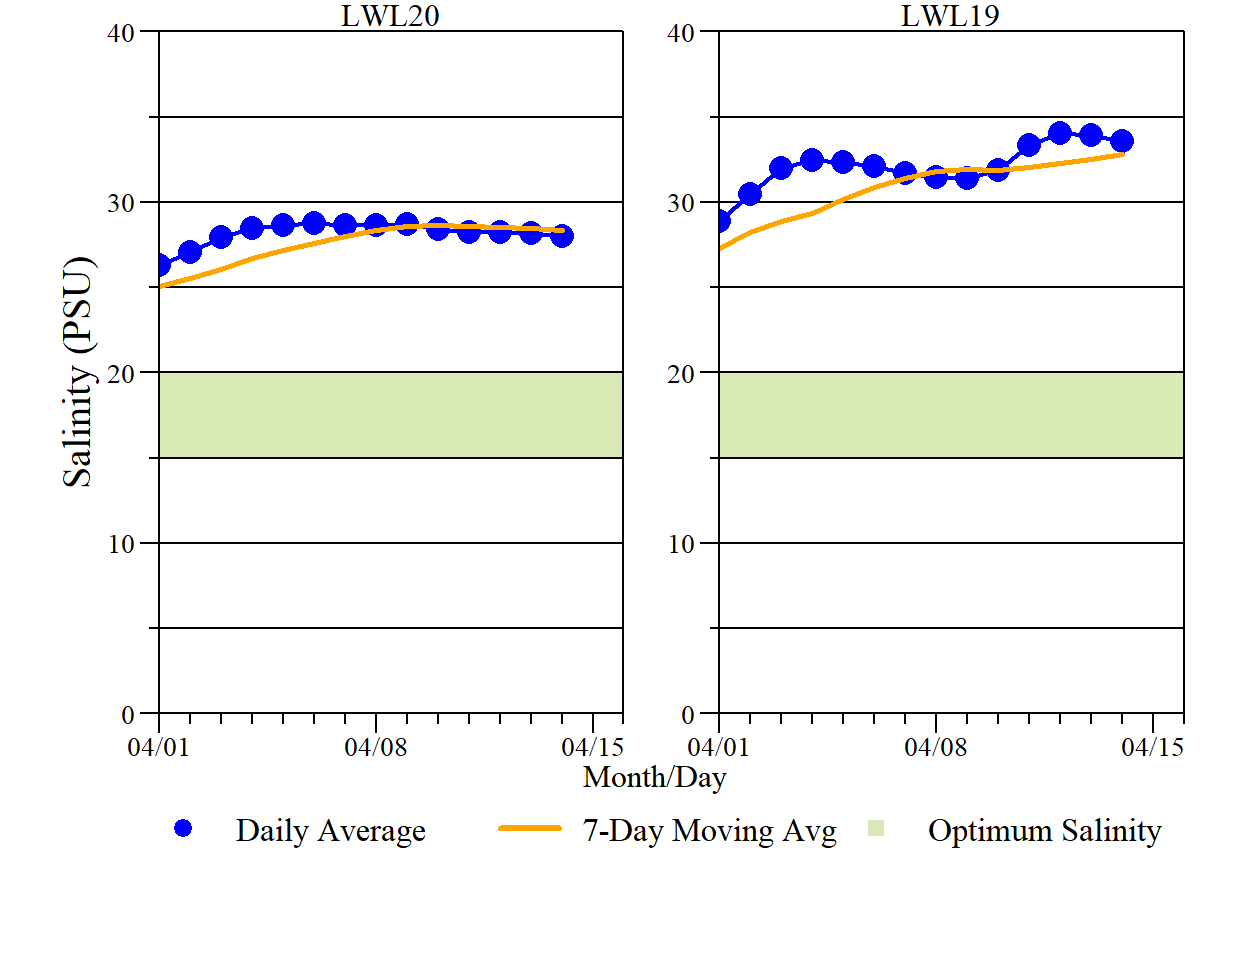 LWL20 LWL19
40 40
30 30
20 20
10 10
0 0
Salinity (PSU)
04/01 04/08 04/15 04/01 04/08 04/15
Month/Day
Daily Average 7-Day Moving Avg Optimum Salinity